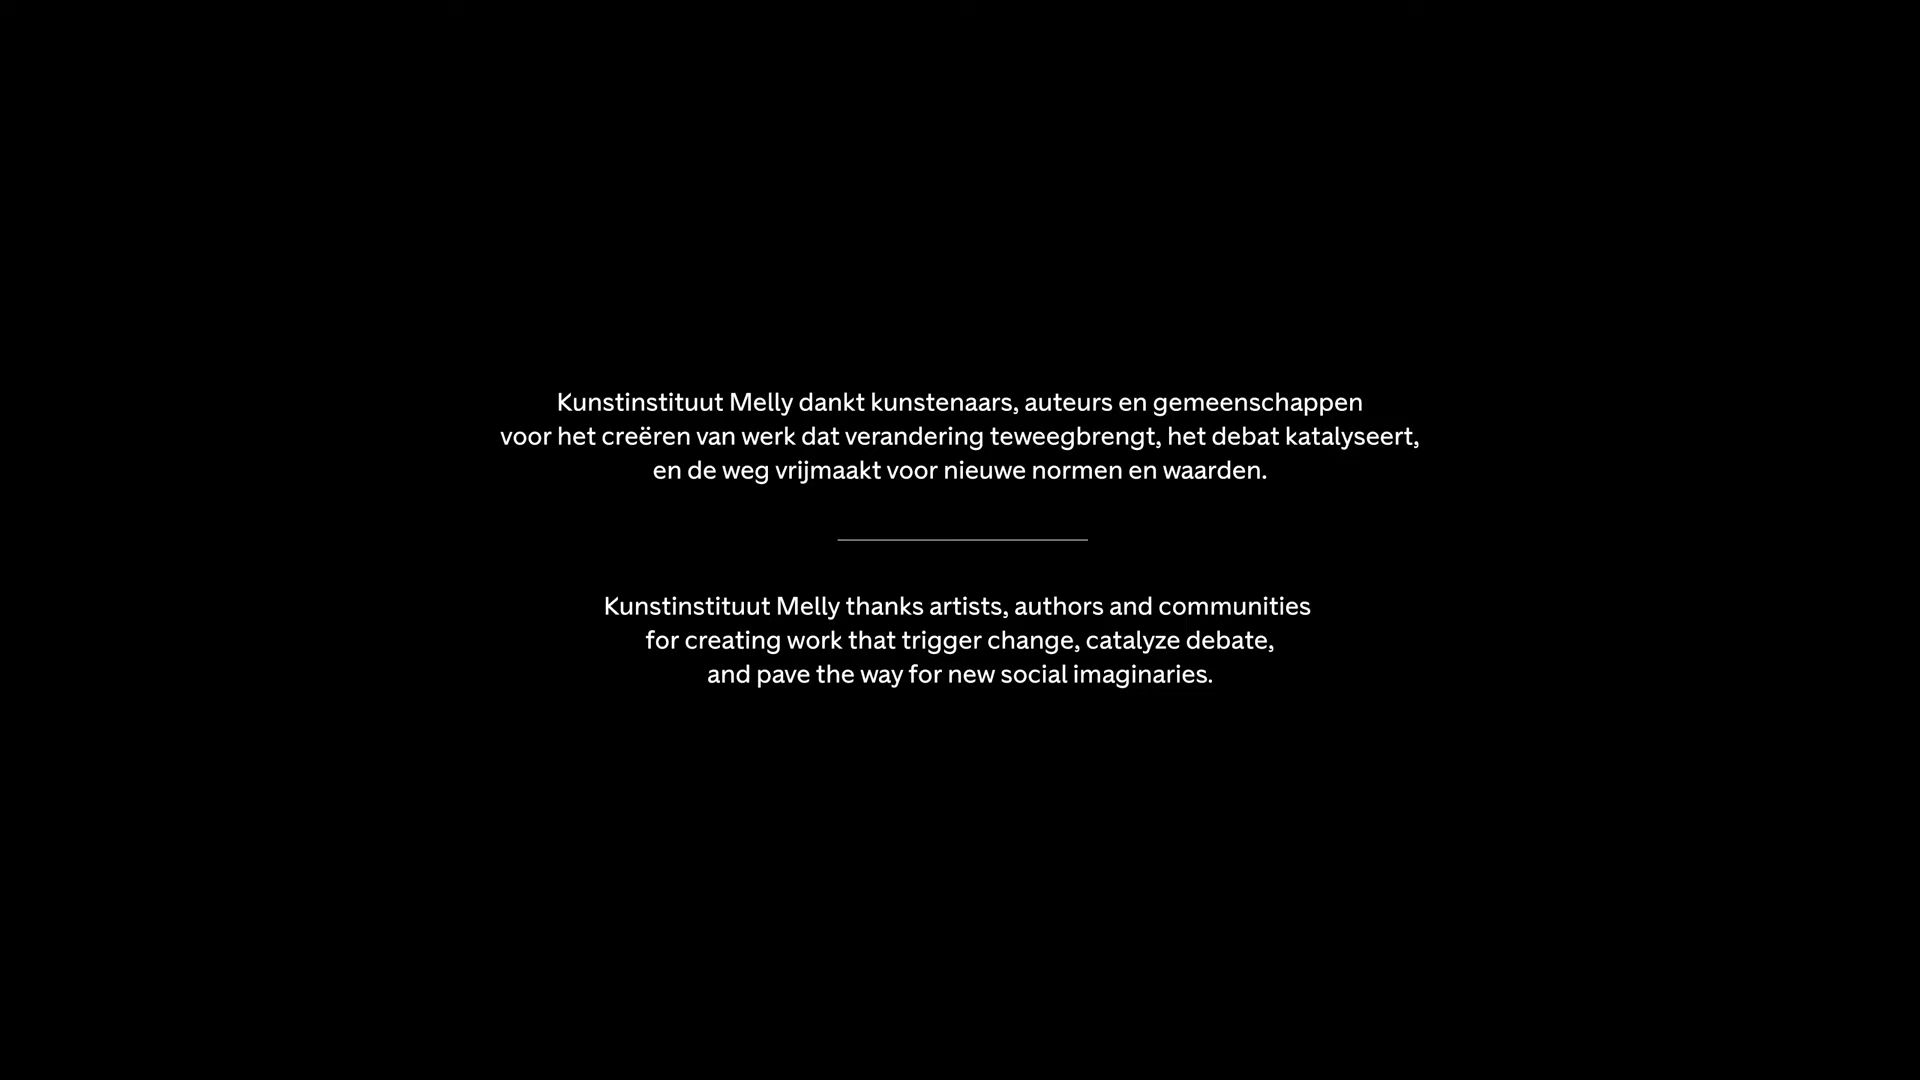 Kunstinstituut Melly dankt kunstenaars, auteurs en gemeenschappen
voor het creëren van werk dat verandering teweegbrengt, het debat katalyseert,
en de weg vrijmaakt voor nieuwe normen en waarden.
Kunstinstituut Melly thanks artists, authors and communities
for creating work that trigger change, catalyze debate,
and pave the way for new social imaginaries.